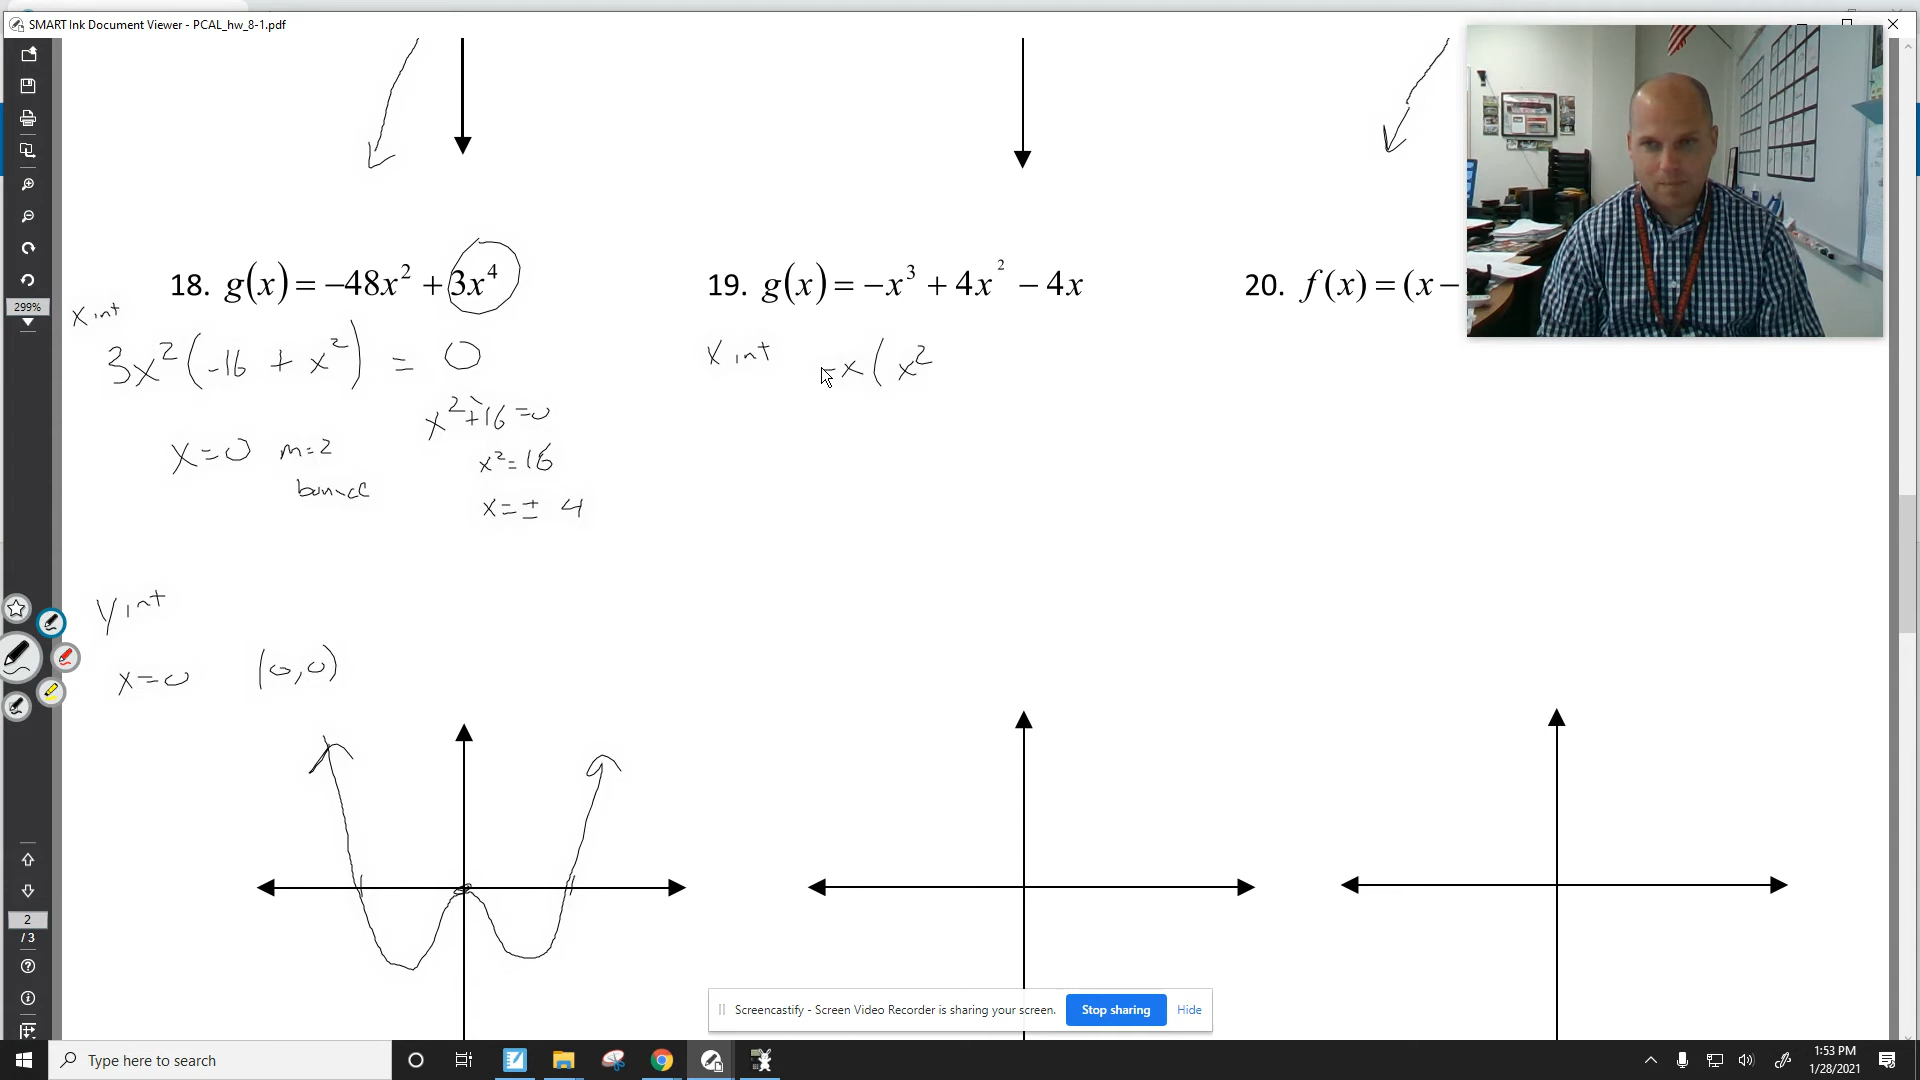 SMART Ink Document Viewer - PCAL_hw_8-1.pdf
299%
18. g(x) = −48x² + 3x⁴
19. g(x) = −x³ + 4x² − 4x
20. f(x) = (x −
x int
3x²(-16 + x²) = 0
x int -x( x²
x²+16=0
x=0 m=2
x²=16
bounce
x=± 4
y int
x=0 (0,0)
2
/ 3
Screencastify - Screen Video Recorder is sharing your screen. Stop sharing Hide
Type here to search
1:53 PM
1/28/2021